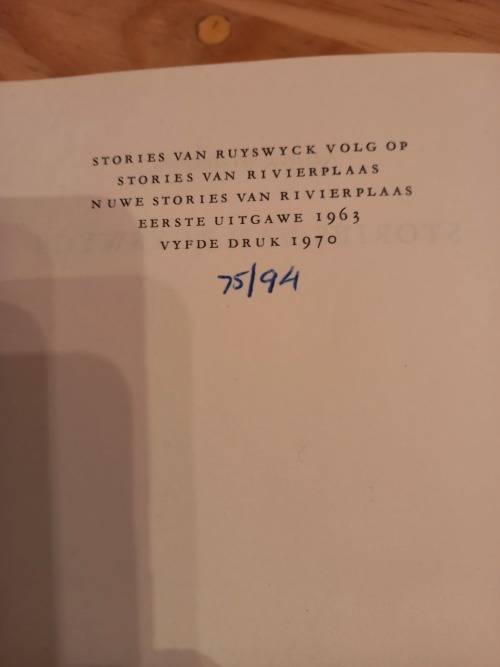 STORIES VAN RUYSWYCK VOLG OP
STORIES VAN RIVIERPLAAS
NUWE STORIES VAN RIVIERPLAAS
EERSTE UITGAWE 1963
VYFDE DRUK 1970
75/94